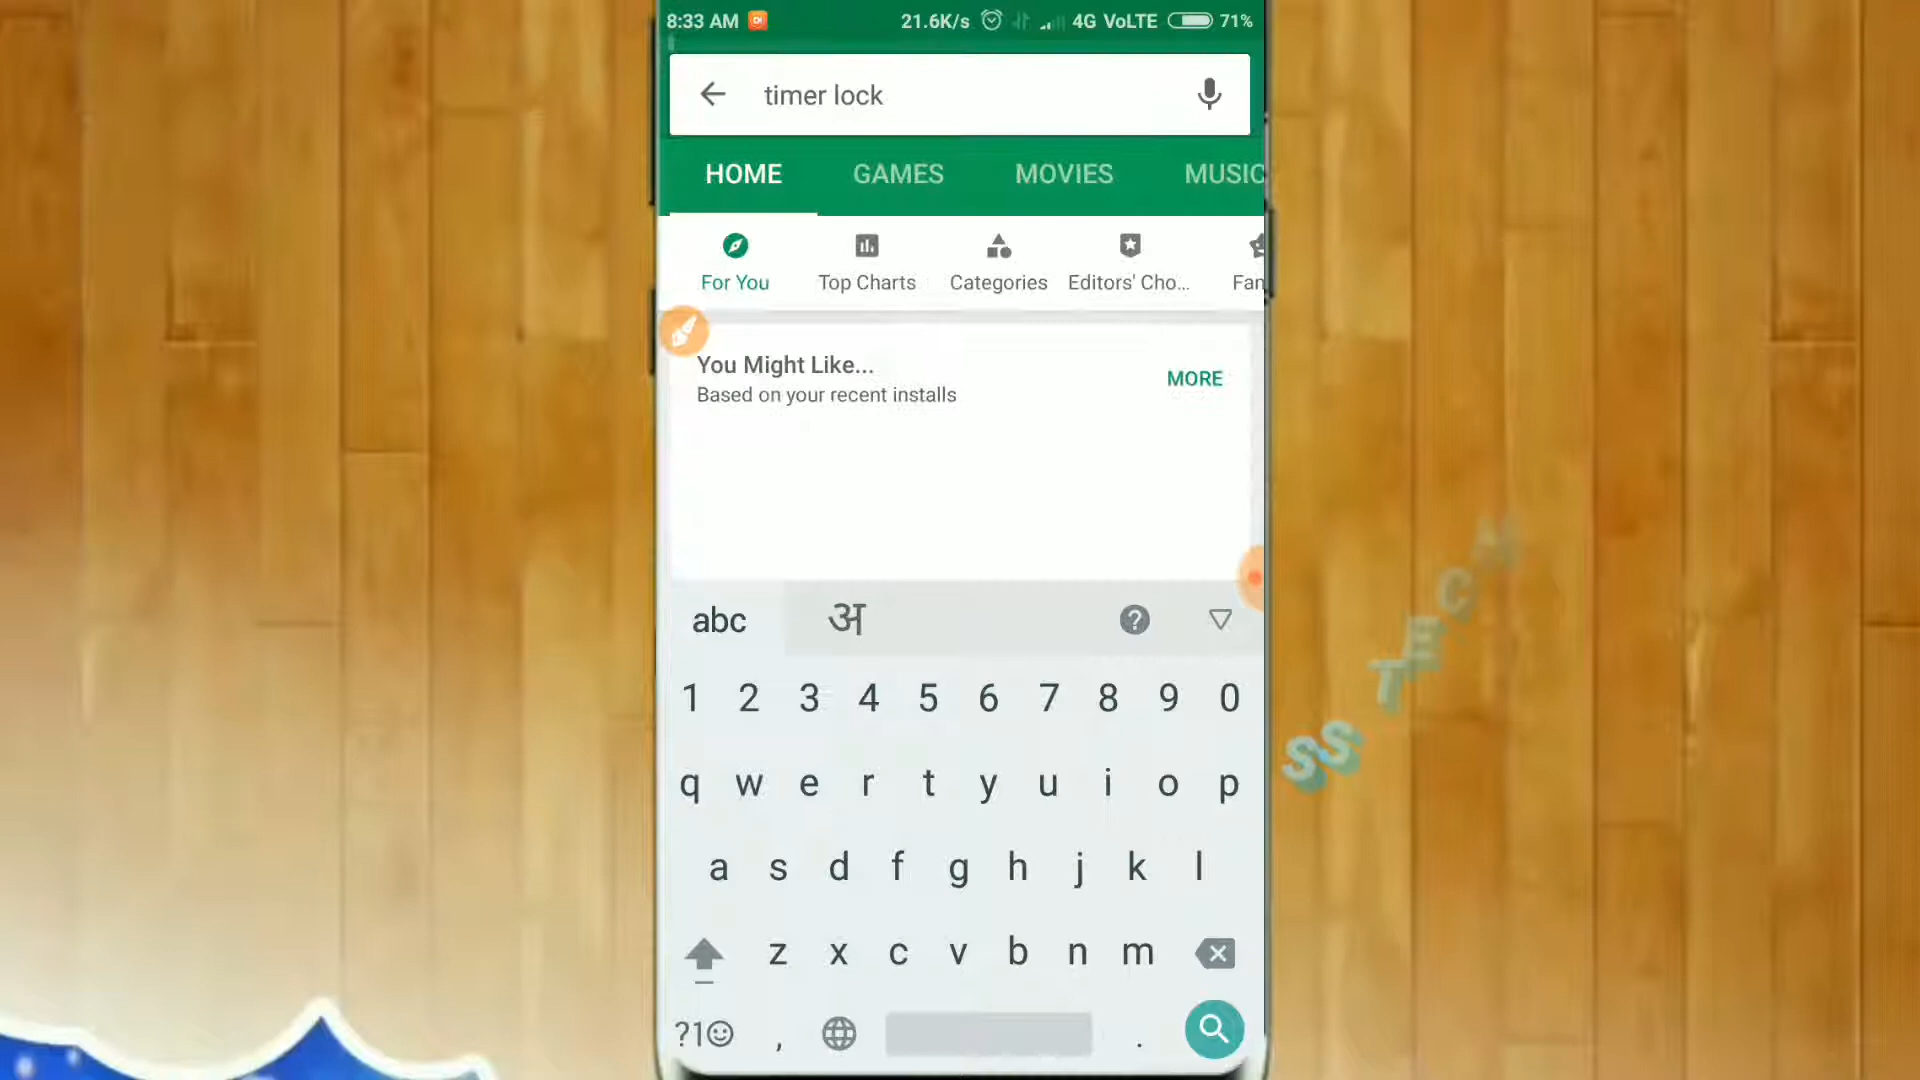 8:33 AM 21.6K/s 4G VoLTE 71%
timer lock
HOME GAMES MOVIES MUSIC
For You Top Charts Categories Editors' Cho... Fan
You Might Like...
Based on your recent installs
MORE
abc अ ?
1 2 3 4 5 6 7 8 9 0
q w e r t y u i o p
a s d f g h j k l
z x c v b n m
?1☺ , .
SS TECH